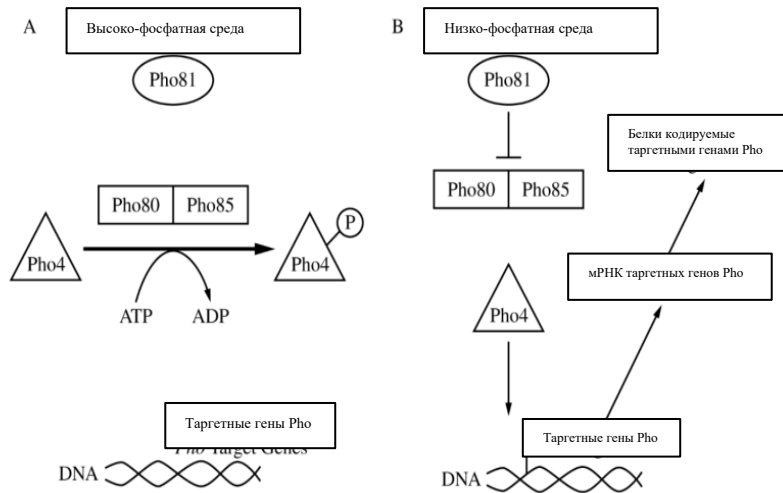 A
Высоко-фосфатная среда
Pho81
Pho80 Pho85
Pho4
Pho4
P
ATP ADP
Таргетные гены Pho
DNA
B
Низко-фосфатная среда
Pho81
Pho80 Pho85
Pho4
Белки кодируемые
таргетными генами Pho
мРНК таргетных генов Pho
Таргетные гены Pho
DNA